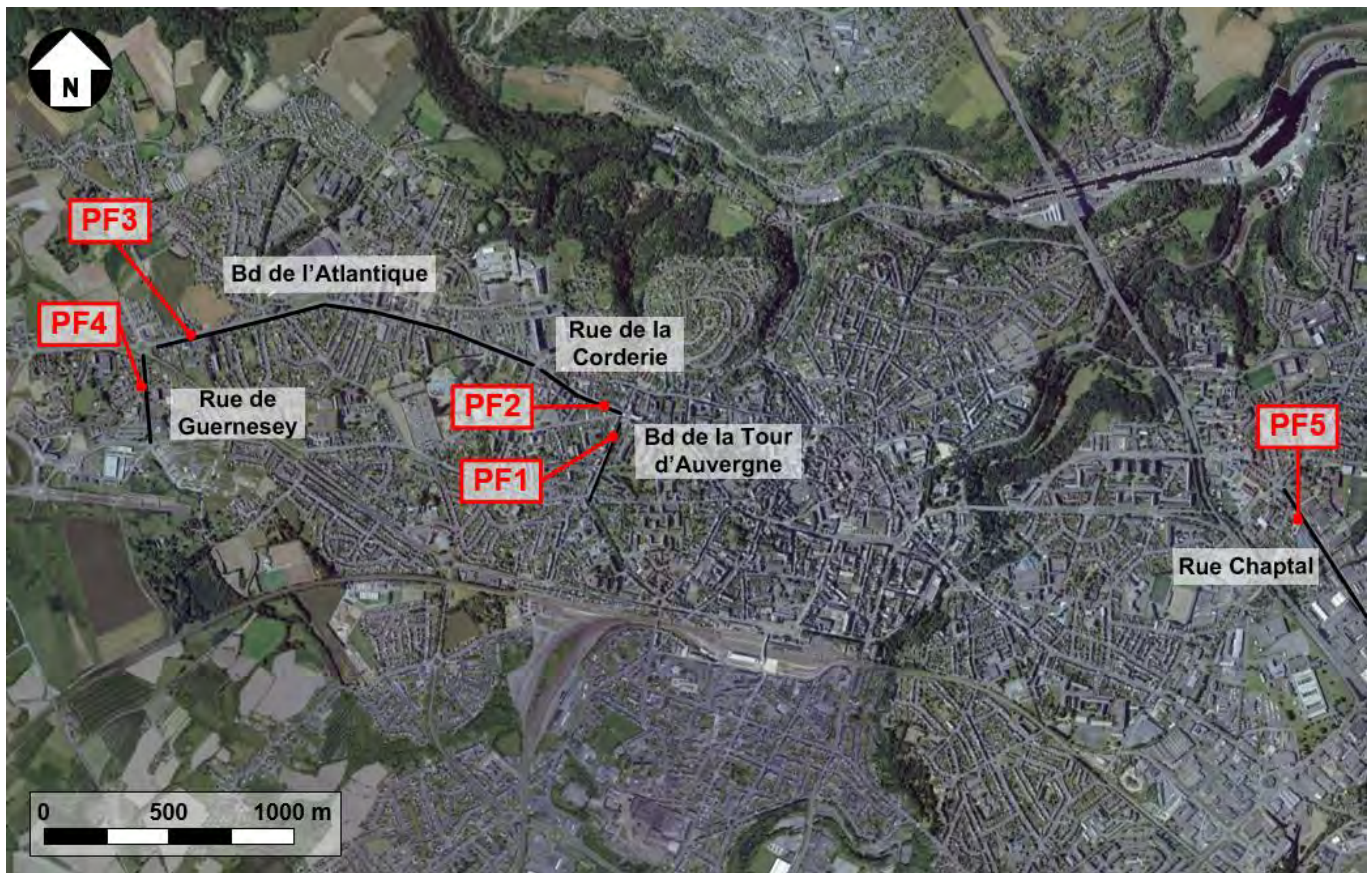 N
PF3
Bd de l'Atlantique
PF4
Rue de la
Corderie
Rue de
Guernesey
PF2
Bd de la Tour
d'Auvergne
PF1
PF5
Rue Chaptal
0 500 1000 m